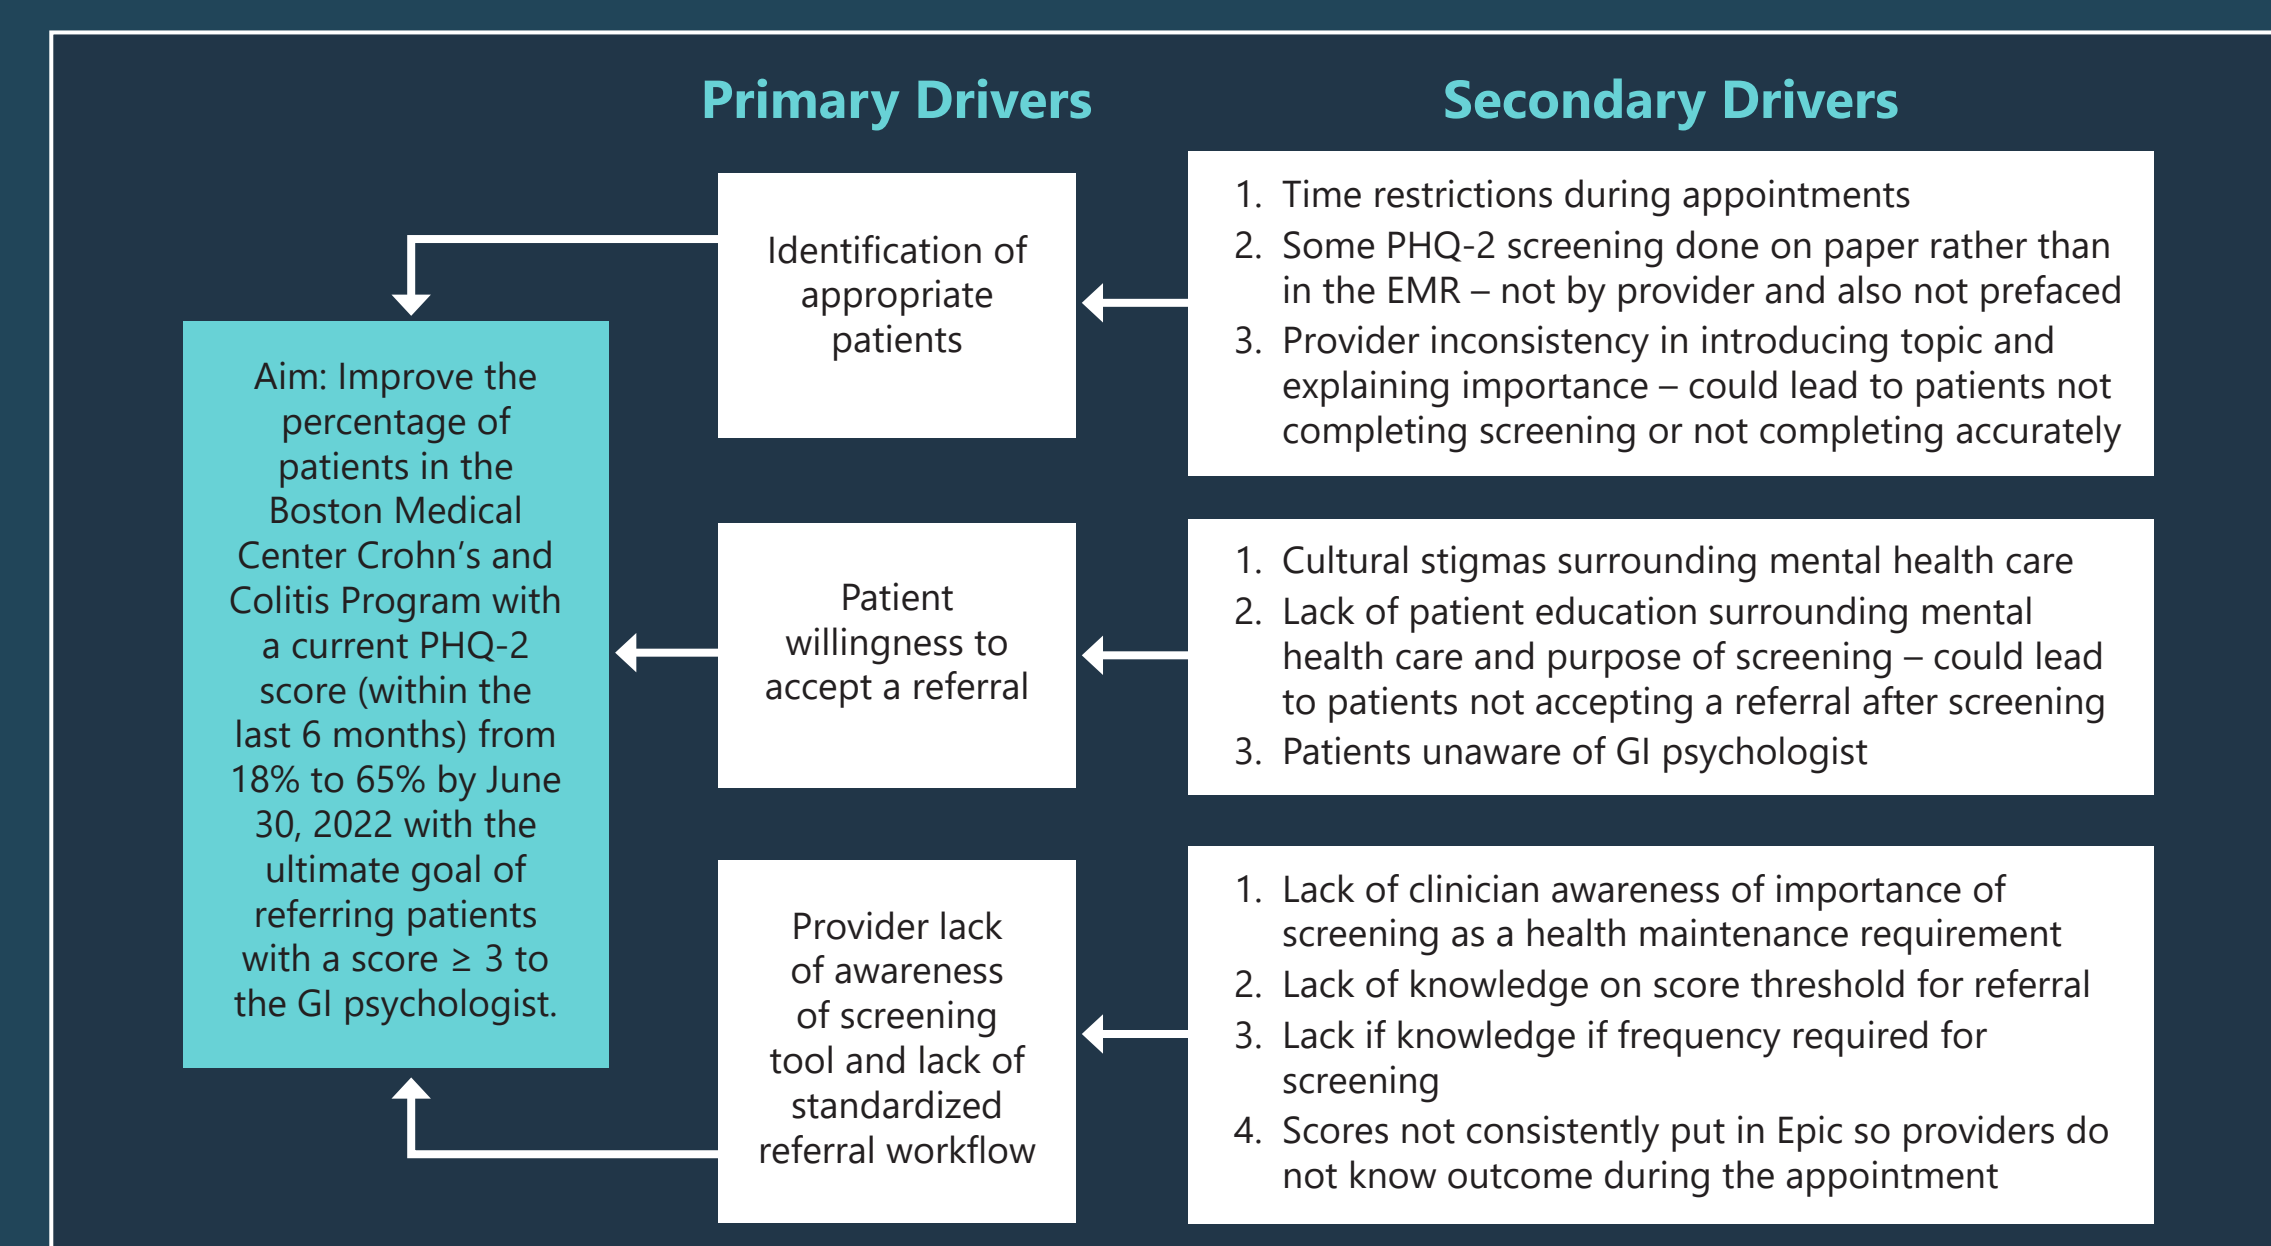 Primary Drivers
Secondary Drivers
Aim: Improve the
percentage of
patients in the
Boston Medical
Center Crohn’s and
Colitis Program with
a current PHQ-2
score (within the
last 6 months) from
18% to 65% by June
30, 2022 with the
ultimate goal of
referring patients
with a score ≥ 3 to
the GI psychologist.
Identification of
appropriate
patients
1. Time restrictions during appointments
2. Some PHQ-2 screening done on paper rather than
in the EMR – not by provider and also not prefaced
3. Provider inconsistency in introducing topic and
explaining importance – could lead to patients not
completing screening or not completing accurately
Patient
willingness to
accept a referral
1. Cultural stigmas surrounding mental health care
2. Lack of patient education surrounding mental
health care and purpose of screening – could lead
to patients not accepting a referral after screening
3. Patients unaware of GI psychologist
Provider lack
of awareness
of screening
tool and lack of
standardized
referral workflow
1. Lack of clinician awareness of importance of
screening as a health maintenance requirement
2. Lack of knowledge on score threshold for referral
3. Lack if knowledge if frequency required for
screening
4. Scores not consistently put in Epic so providers do
not know outcome during the appointment